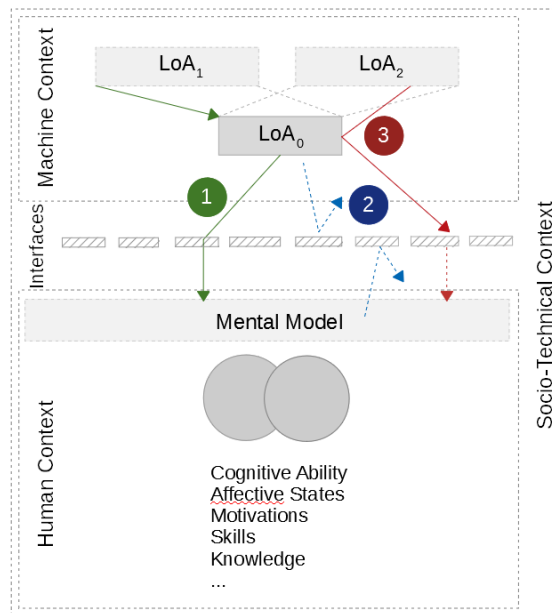 Machine Context
LoA₁
LoA₂
LoA₀
3
1
2
Interfaces
Socio-Technical Context
Mental Model
Human Context
Cognitive Ability
Affective States
Motivations
Skills
Knowledge
...